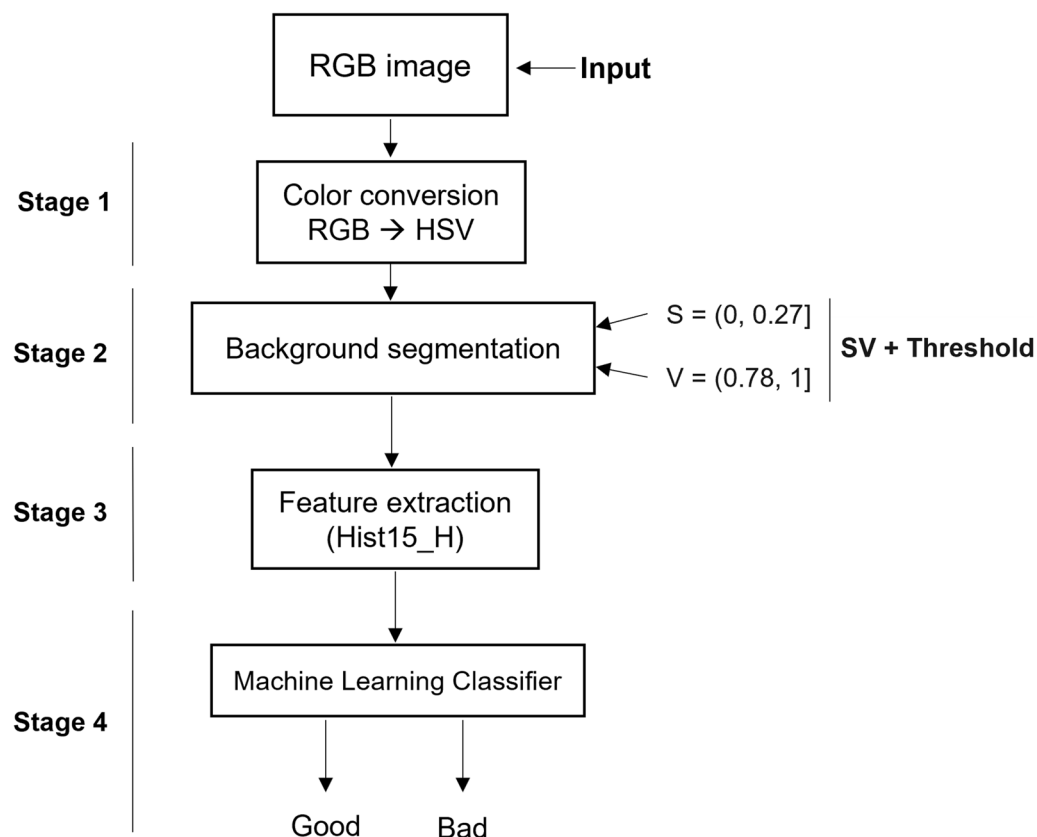 RGB image
Input
Stage 1
Color conversion
RGB → HSV
Stage 2
Background segmentation
S = (0, 0.27]
V = (0.78, 1]
SV + Threshold
Stage 3
Feature extraction
(Hist15_H)
Stage 4
Machine Learning Classifier
Good
Bad